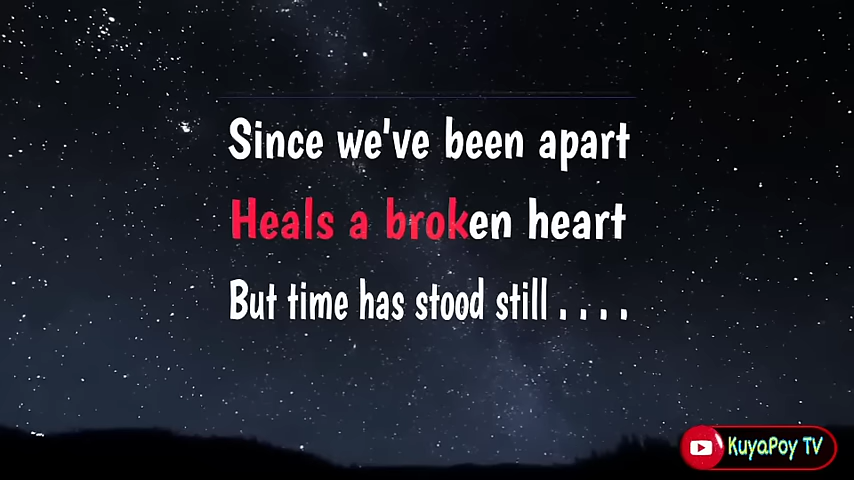 Since we've been apart
Heals a broken heart
But time has stood still . . . .
KuyaPoy TV